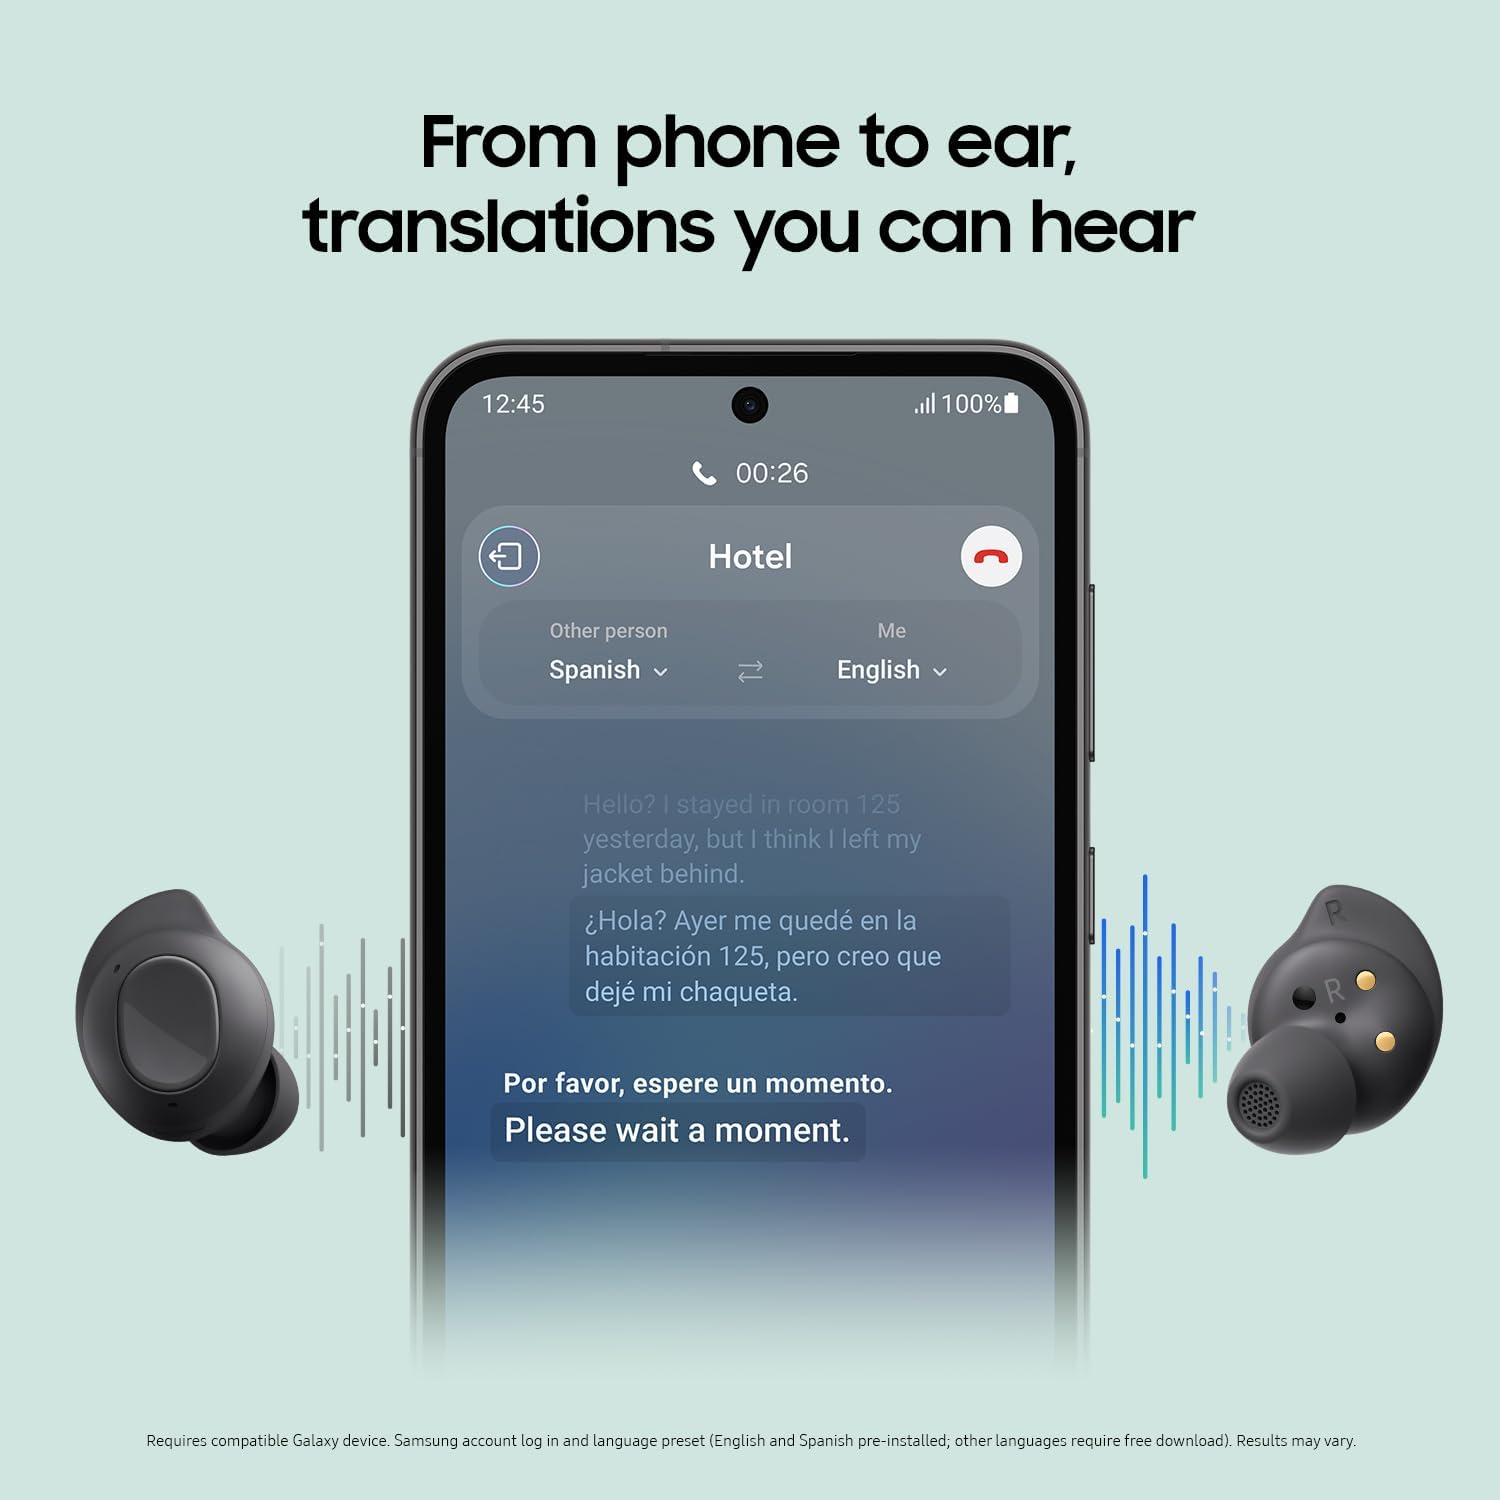 From phone to ear,
translations you can hear
12:45
100%
00:26
Hotel
Other person
Me
Spanish
English
Hello? I stayed in room 125
yesterday, but I think I left my
jacket behind.
¿Hola? Ayer me quedé en la
habitación 125, pero creo que
dejé mi chaqueta.
Por favor, espere un momento.
Please wait a moment.
R
R
Requires compatible Galaxy device. Samsung account log in and language preset (English and Spanish pre-installed; other languages require free download). Results may vary.